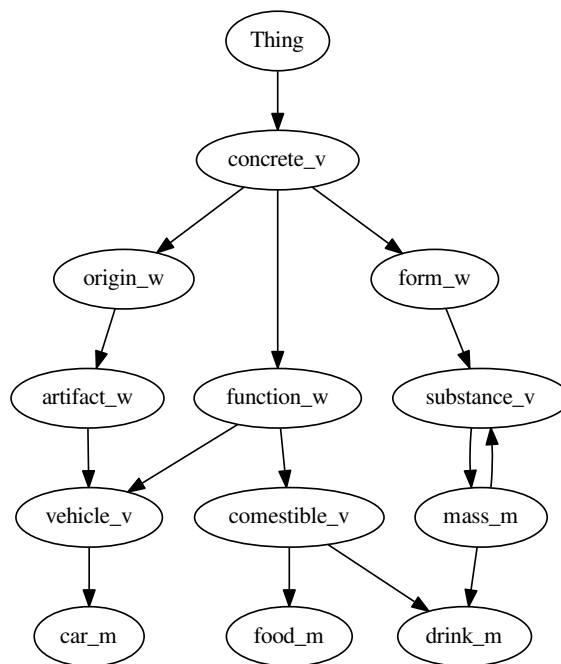 Thing
concrete_v
origin_w
form_w
artifact_w
function_w
substance_v
vehicle_v
comestible_v
mass_m
car_m
food_m
drink_m